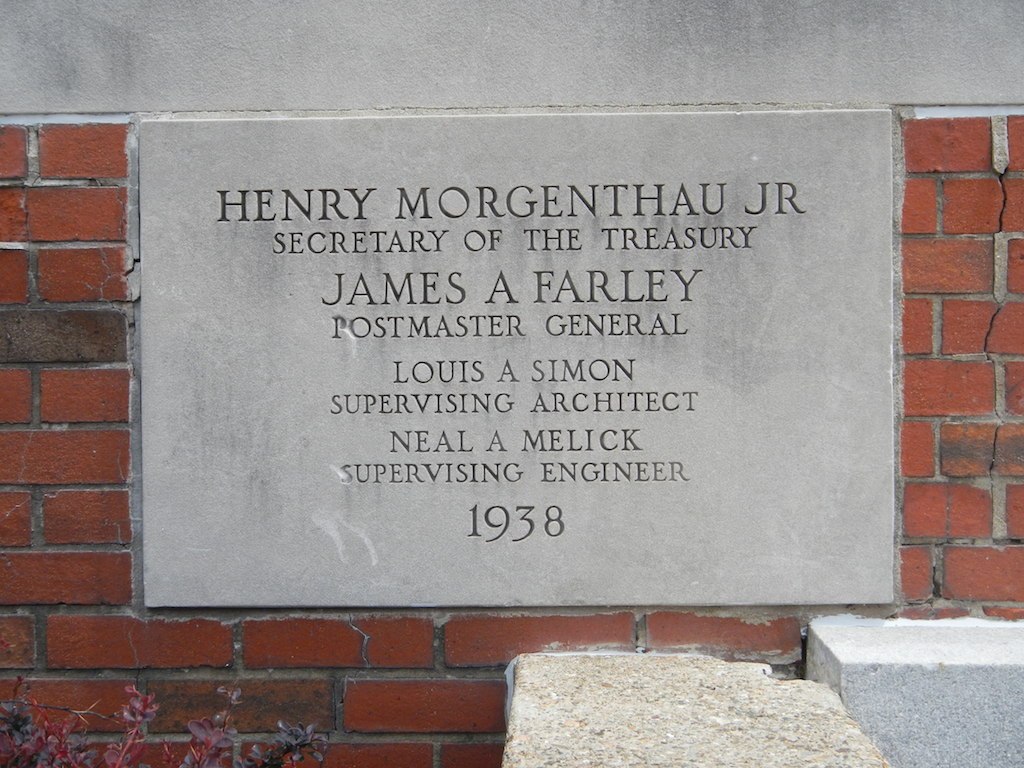 HENRY MORGENTHAU JR
SECRETARY OF THE TREASURY
JAMES A FARLEY
POSTMASTER GENERAL
LOUIS A SIMON
SUPERVISING ARCHITECT
NEAL A MELICK
SUPERVISING ENGINEER
1938